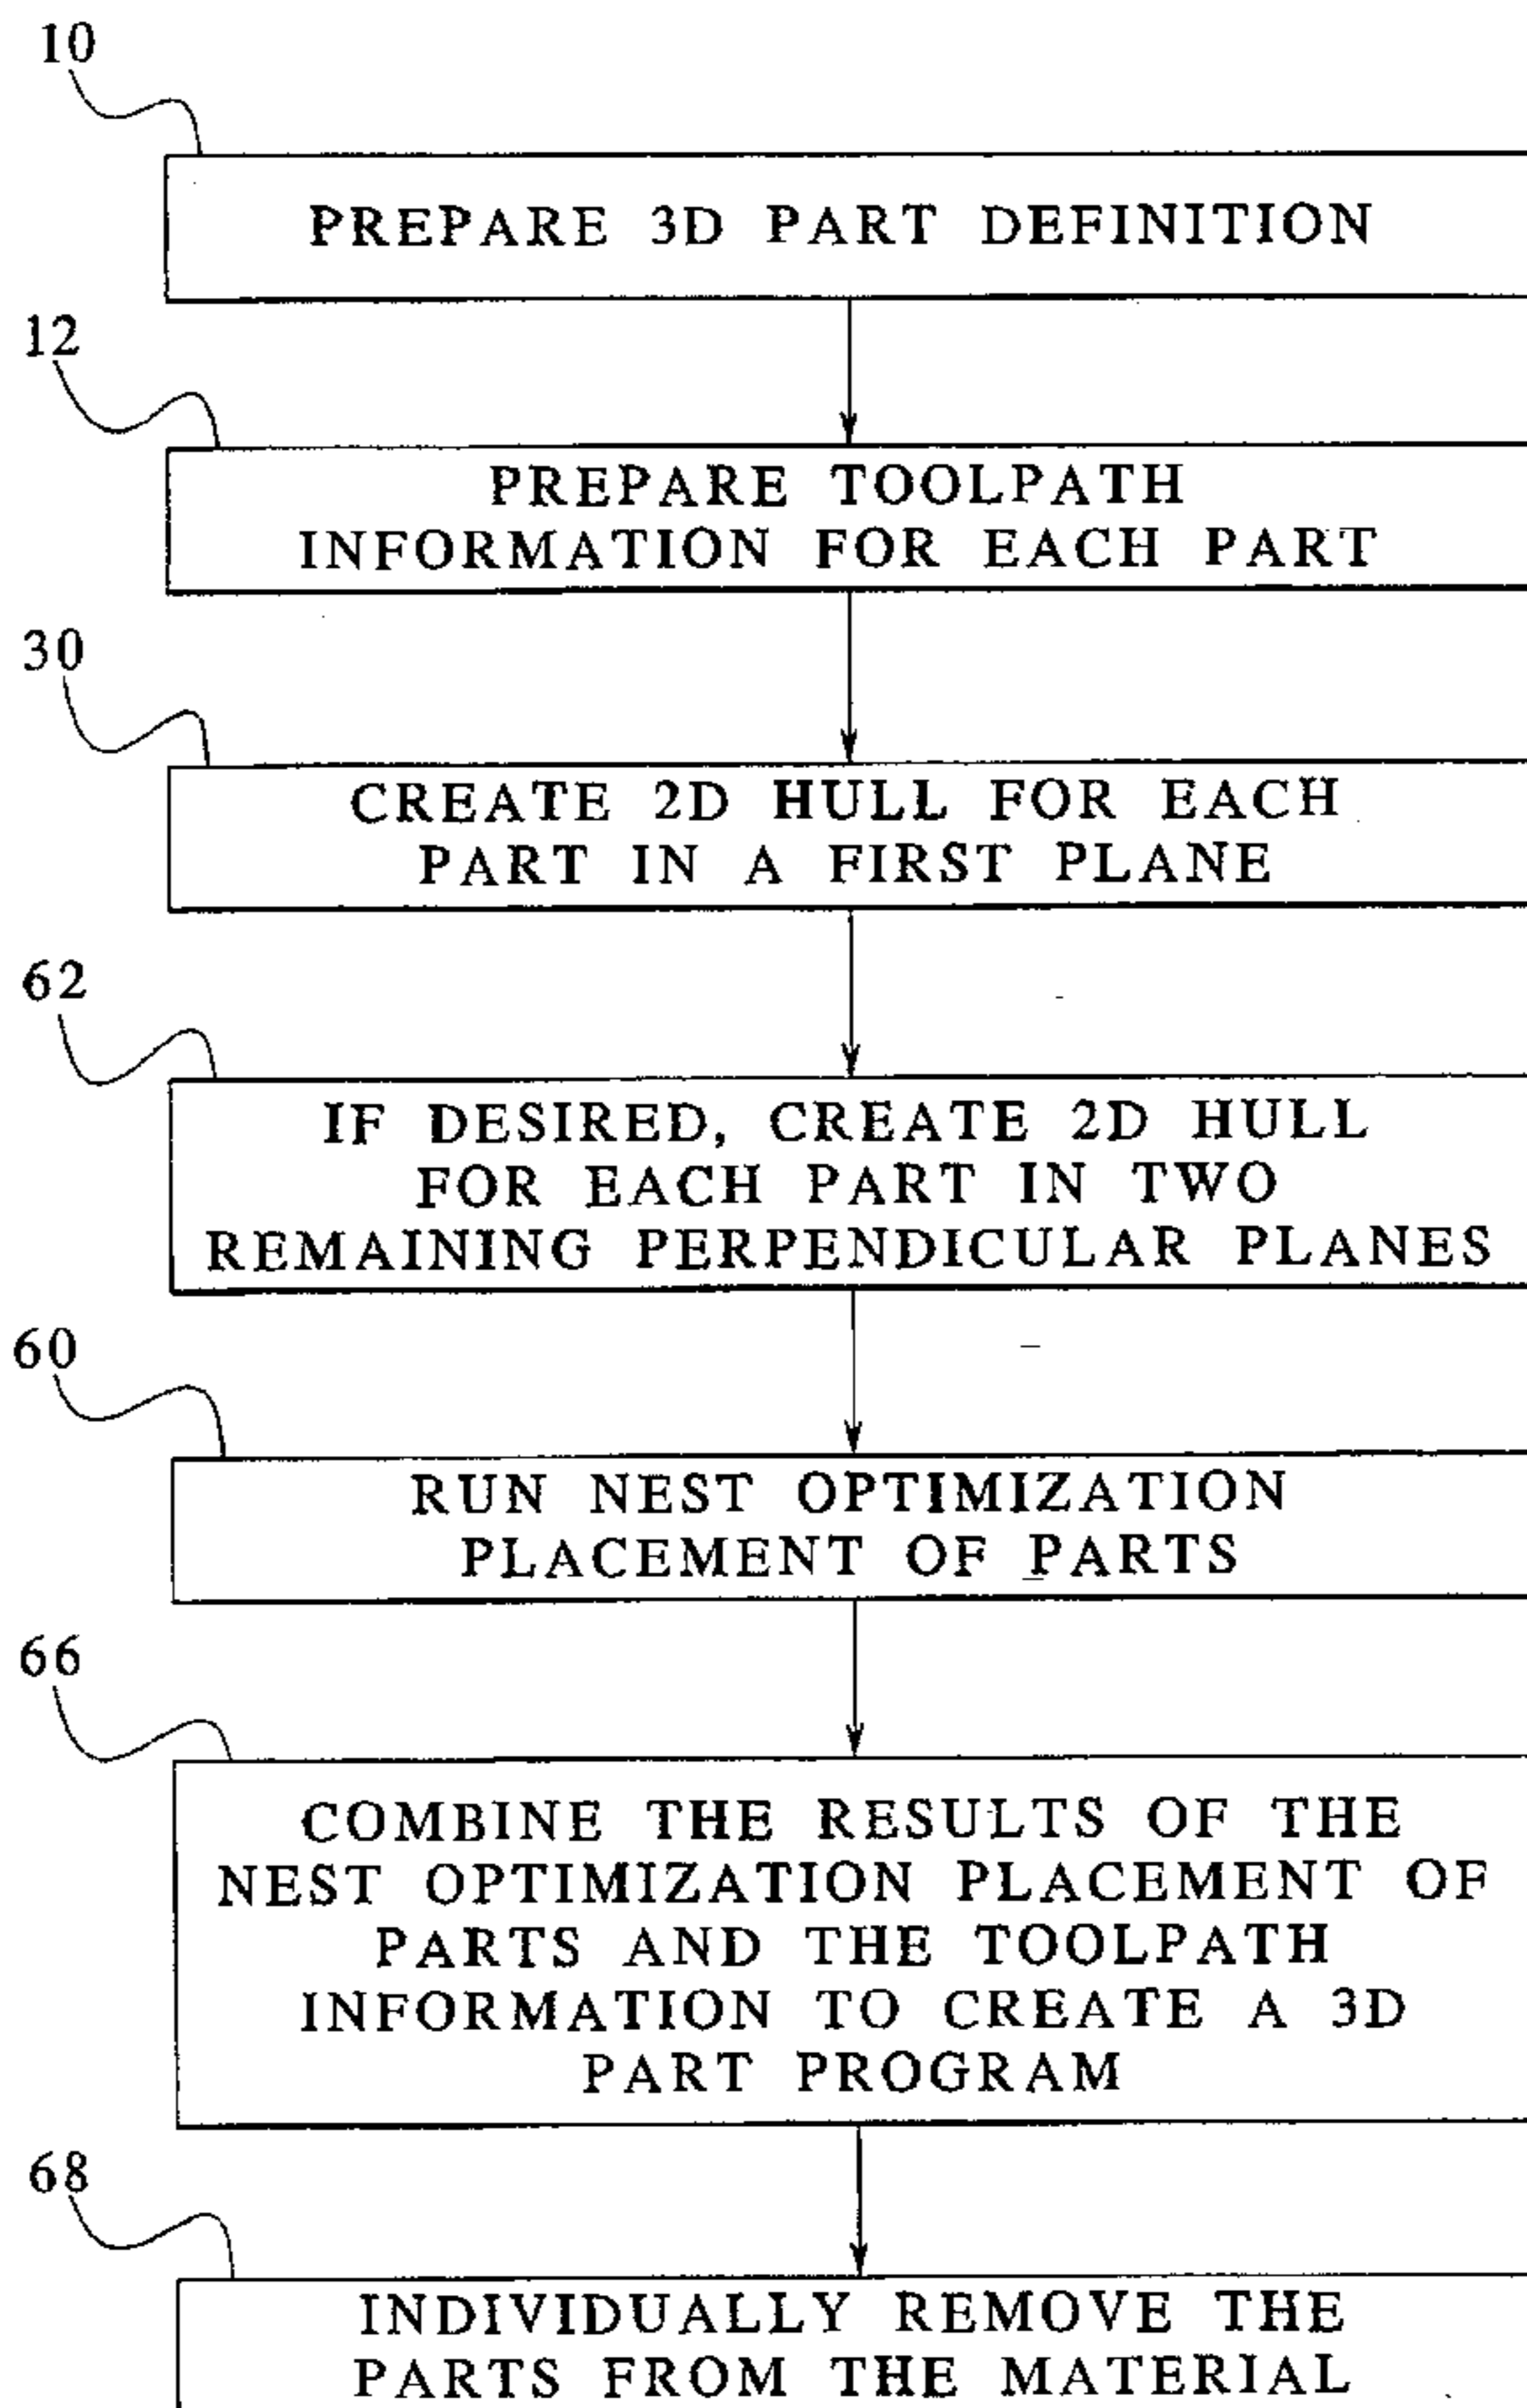 10
PREPARE 3D PART DEFINITION
12
PREPARE TOOLPATH
INFORMATION FOR EACH PART
30
CREATE 2D HULL FOR EACH
PART IN A FIRST PLANE
62
IF DESIRED, CREATE 2D HULL
FOR EACH PART IN TWO
REMAINING PERPENDICULAR PLANES
60
RUN NEST OPTIMIZATION
PLACEMENT OF PARTS
66
COMBINE THE RESULTS OF THE
NEST OPTIMIZATION PLACEMENT OF
PARTS AND THE TOOLPATH
INFORMATION TO CREATE A 3D
PART PROGRAM
68
INDIVIDUALLY REMOVE THE
PARTS FROM THE MATERIAL